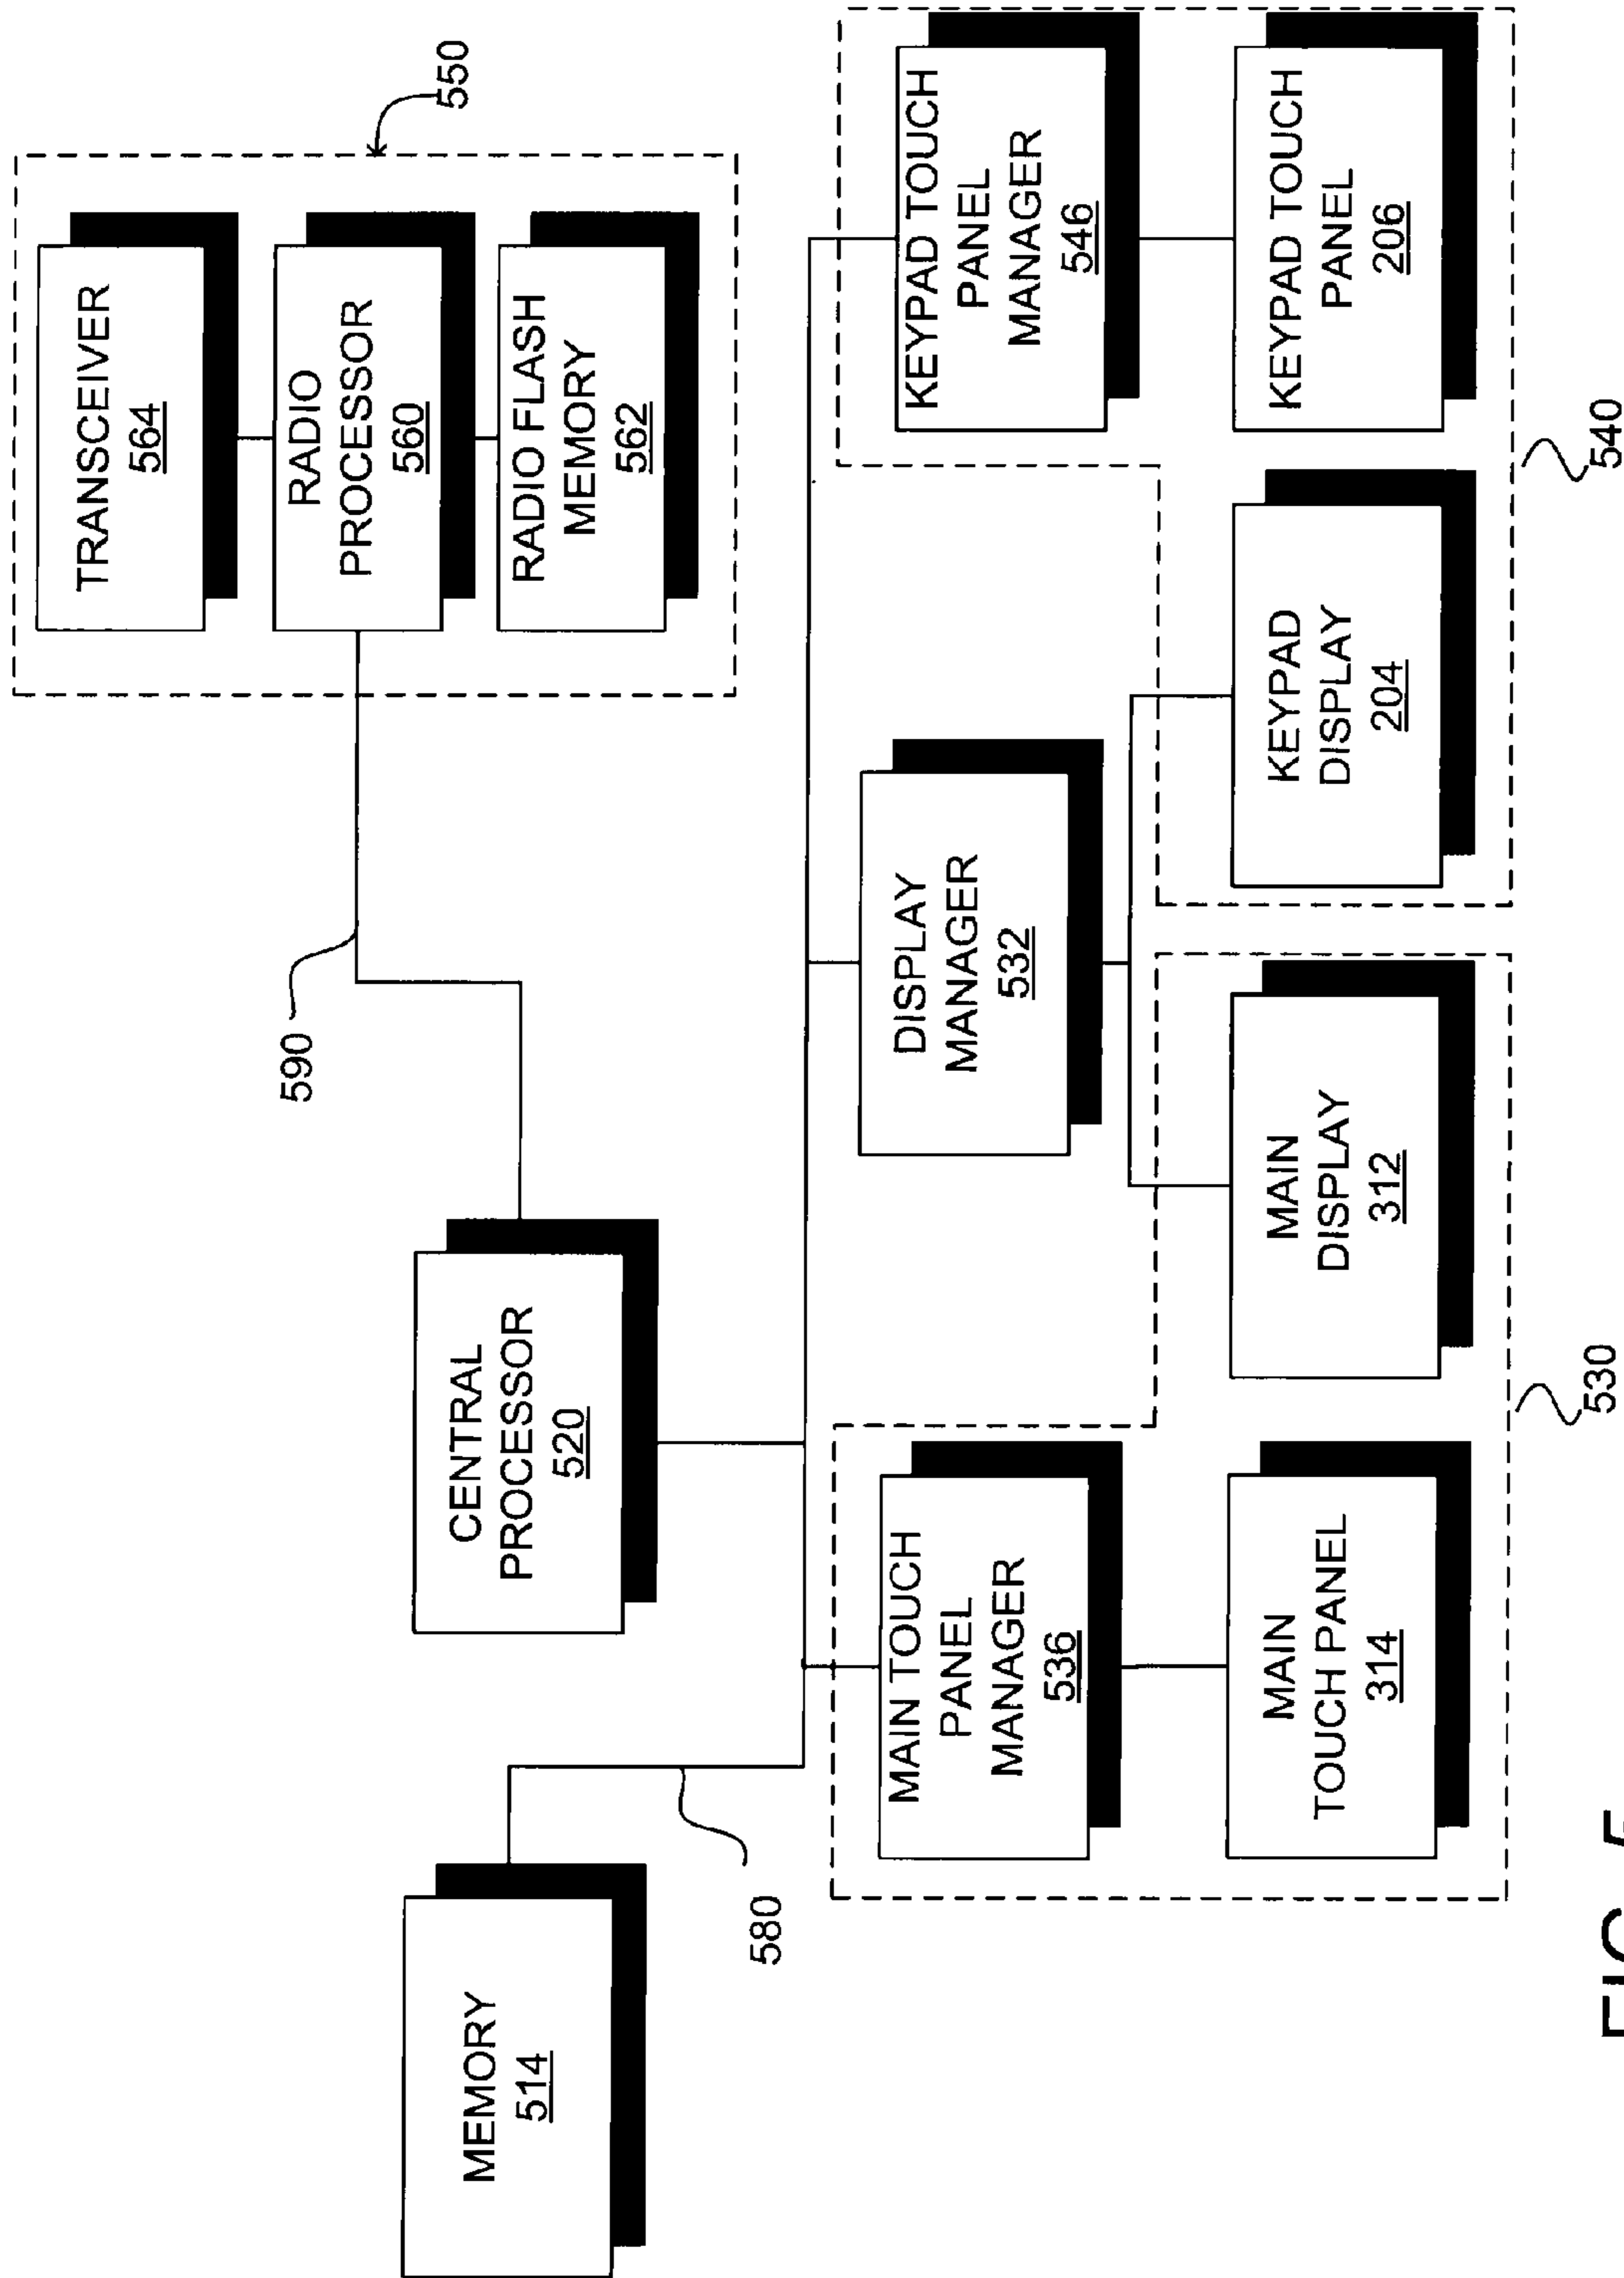 MEMORY
514
580
CENTRAL
PROCESSOR
520
590
TRANSCEIVER
564
RADIO
PROCESSOR
560
RADIO FLASH
MEMORY
562
550
MAIN TOUCH
PANEL
MANAGER
536
MAIN
TOUCH PANEL
314
DISPLAY
MANAGER
532
MAIN
DISPLAY
312
530
KEYPAD
DISPLAY
204
KEYPAD TOUCH
PANEL
MANAGER
546
KEYPAD TOUCH
PANEL
206
540
FIG. 5